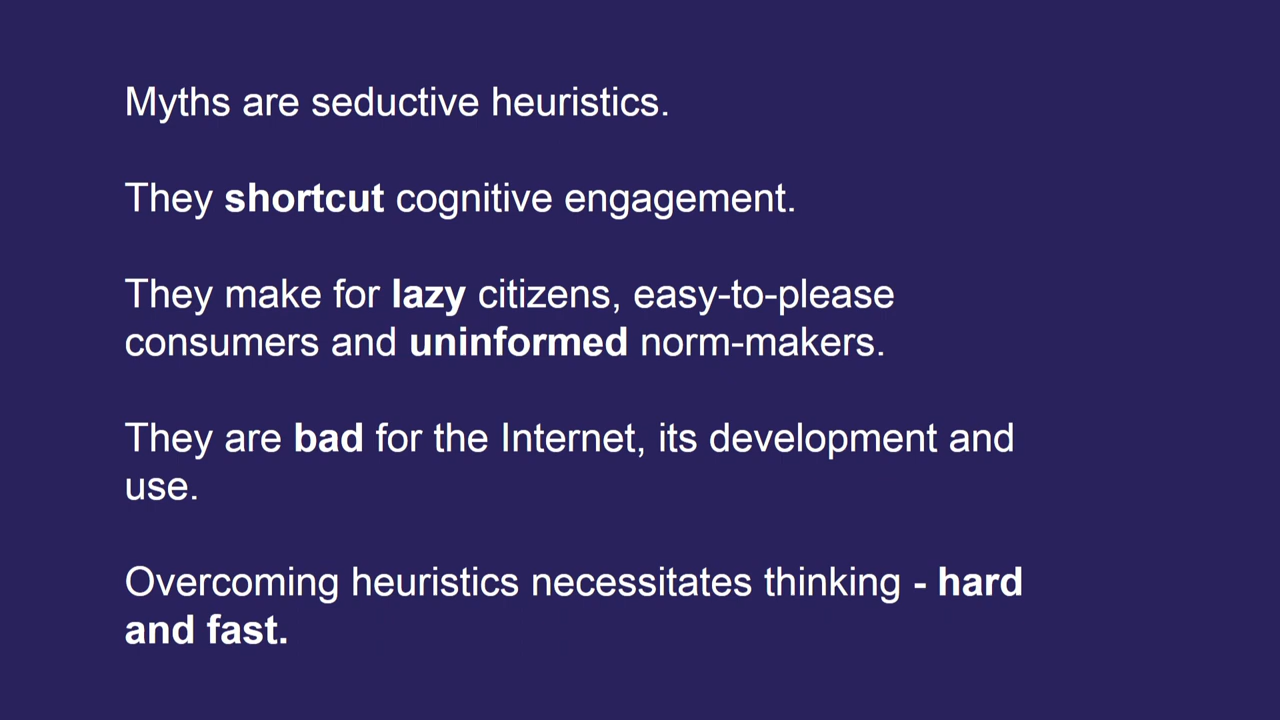 Myths are seductive heuristics.
They shortcut cognitive engagement.
They make for lazy citizens, easy-to-please
consumers and uninformed norm-makers.
They are bad for the Internet, its development and
use.
Overcoming heuristics necessitates thinking - hard
and fast.